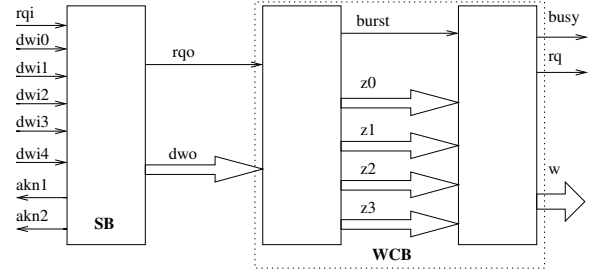 rqi
dwi0
dwi1
dwi2
dwi3
dwi4
akn1
akn2
SB
rqo
dwo
burst
z0
z1
z2
z3
WCB
busy
rq
w